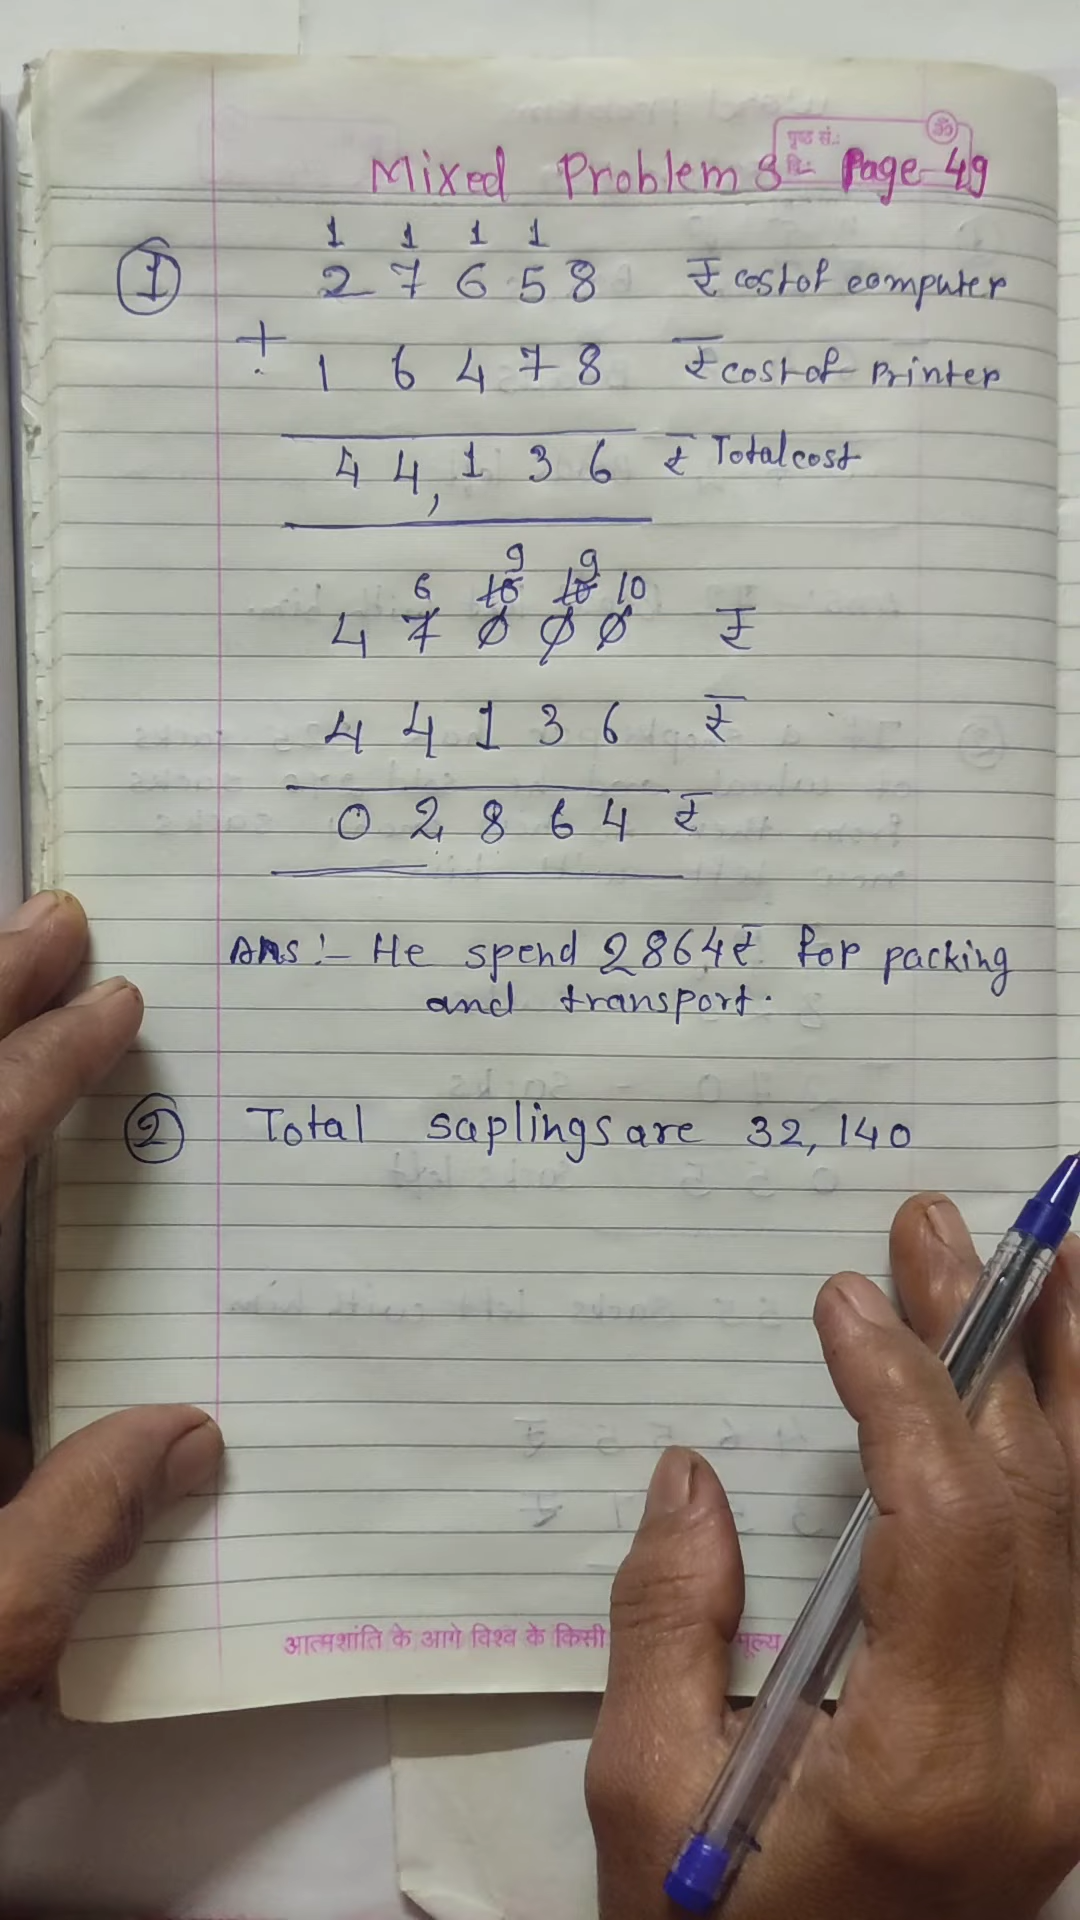 पृष्ठ सं.:
दि.:
ॐ
Mixed Problems Page-49
1 1 1 1
1 2 7 6 5 8 ₹ cost of computer
+ 1 6 4 7 8 ₹ cost of Printer
4 4, 1 3 6 ₹ Total cost
9 9
6 10 10 10
4 7 0 0 0 ₹
4 4 1 3 6 ₹
0 2 8 6 4 ₹
Ans :- He spend 2864₹ for packing
and transport.
2 Total saplings are 32,140
आत्मशांति के आगे विश्व के किसी मूल्य